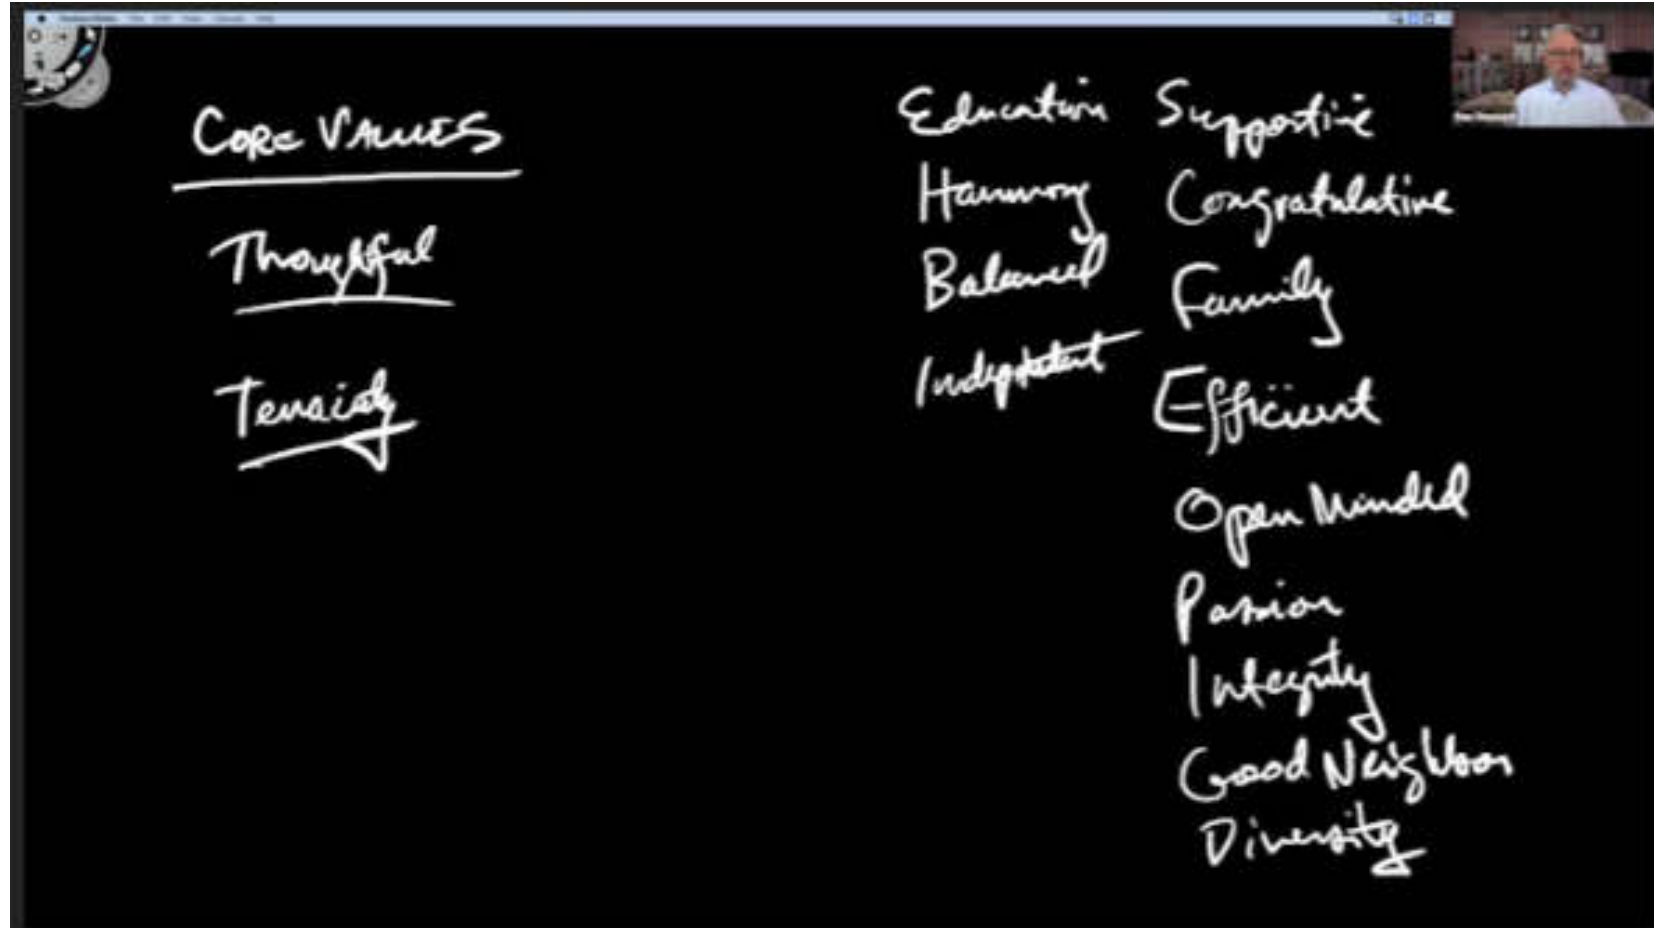 CORE VALUES
Thoughtful
Tenacity
Education
Harmony
Balanced
Independent
Supportive
Congratulative
Family
Efficient
Open Minded
Passion
Integrity
Good Neighbor
Diversity